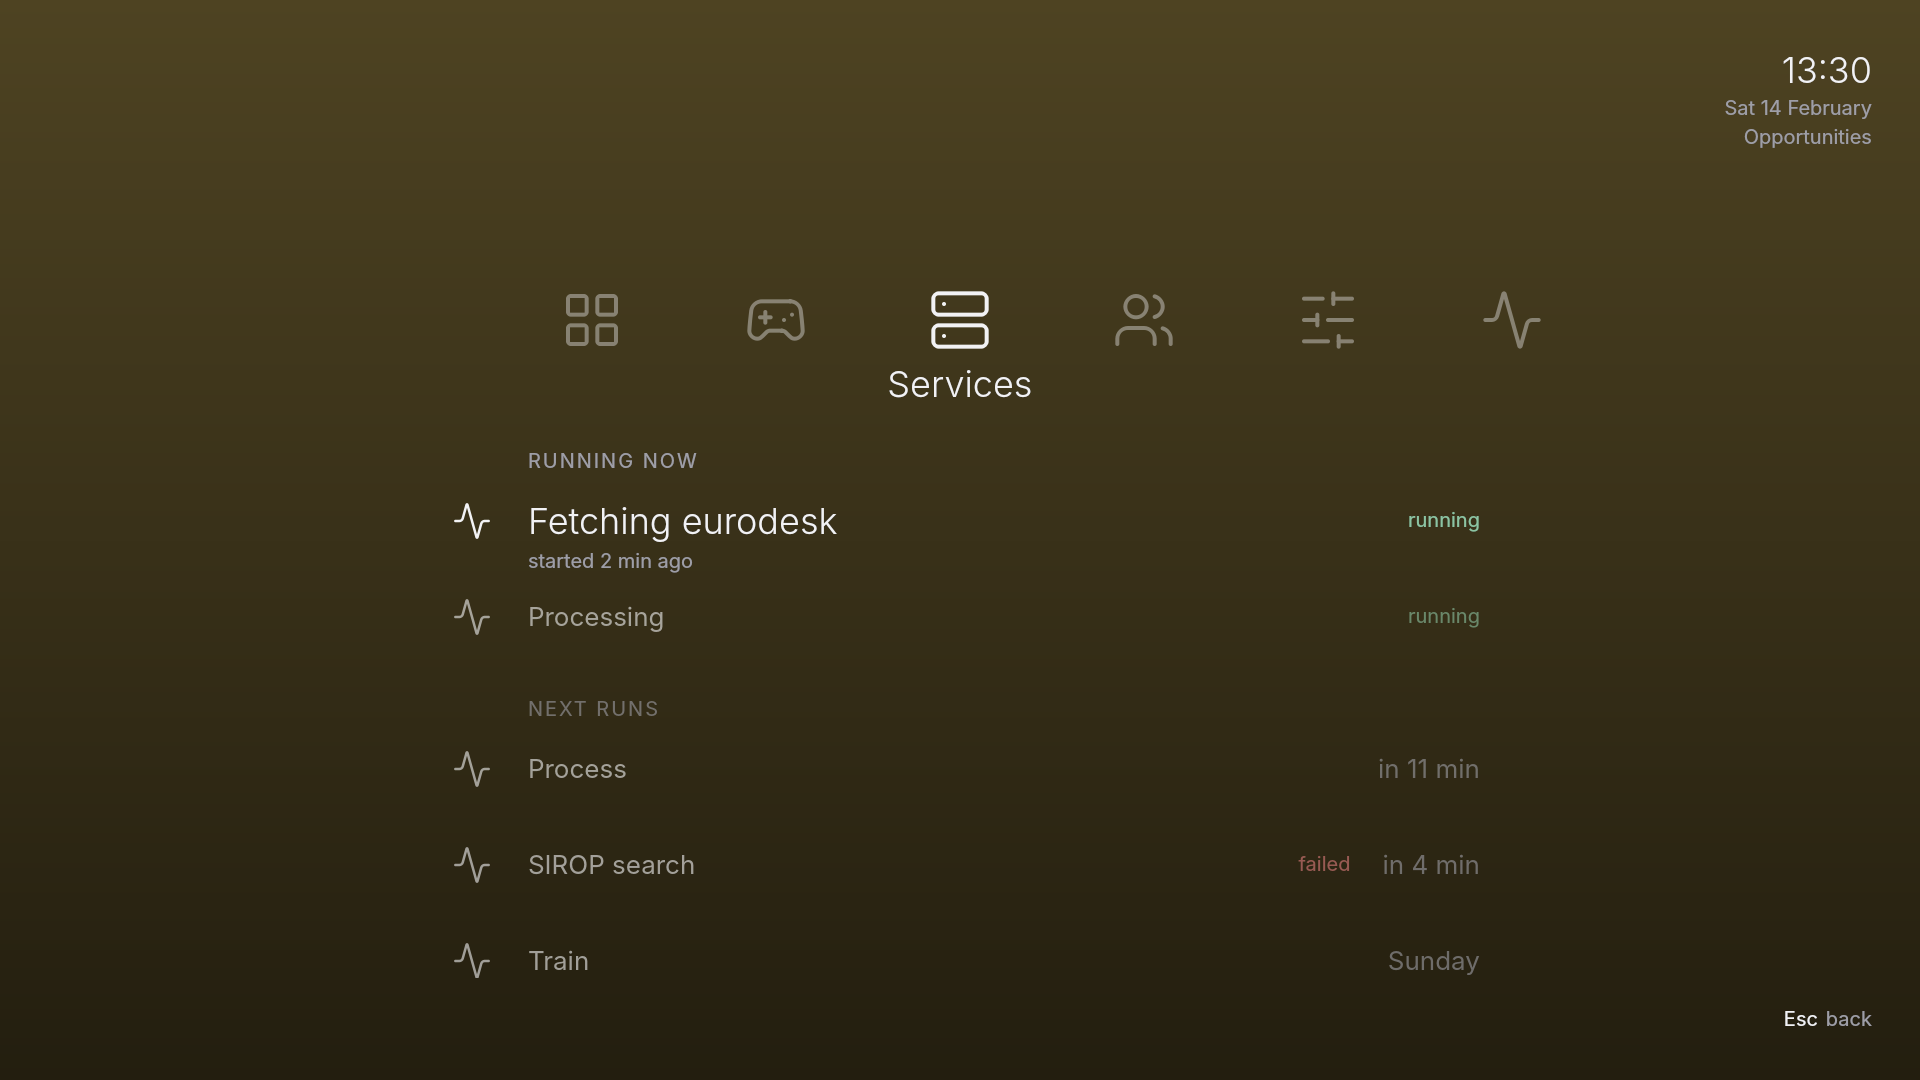 13:30
Sat 14 February
Opportunities
Services
RUNNING NOW
Fetching eurodesk running
started 2 min ago
Processing running
NEXT RUNS
Process in 11 min
SIROP search failed in 4 min
Train Sunday
Esc back